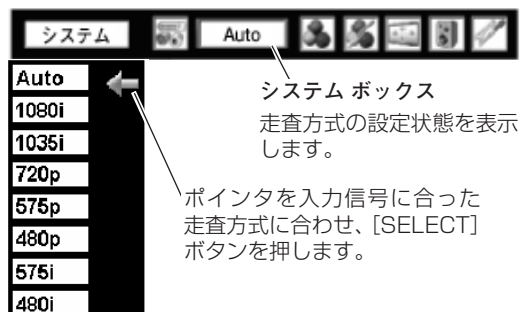 システム
Auto
Auto
1080i
1035i
720p
575p
480p
575i
480i
システム ボックス
走査方式の設定状態を表示
します。
ポインタを入力信号に合った
走査方式に合わせ、[SELECT]
ボタンを押します。